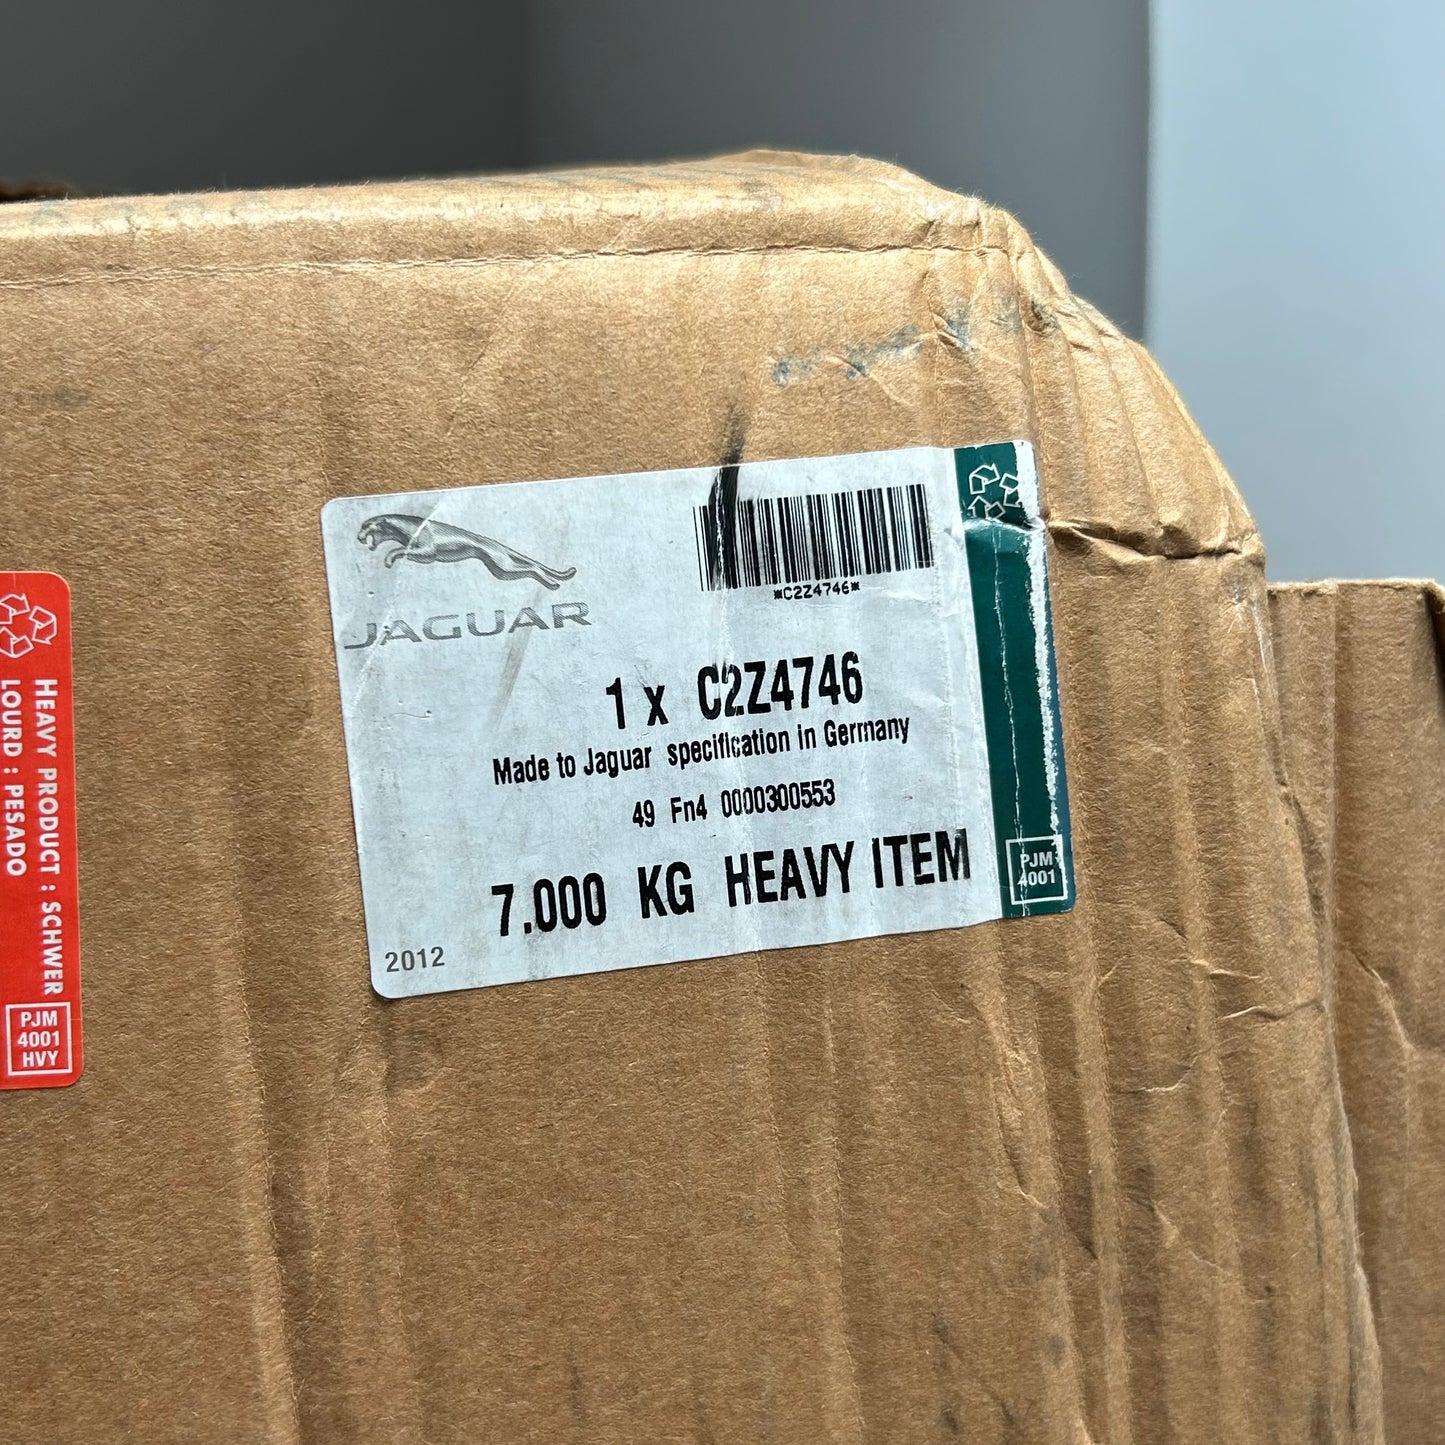 JAGUAR
*C2Z4746*
1 x C2Z4746
Made to Jaguar specification in Germany
49 Fn4 0000300553
7.000 KG HEAVY ITEM
2012
PJM
4001
HEAVY PRODUCT : SCHWER
LOURD : PESADO
PJM
4001
HVY